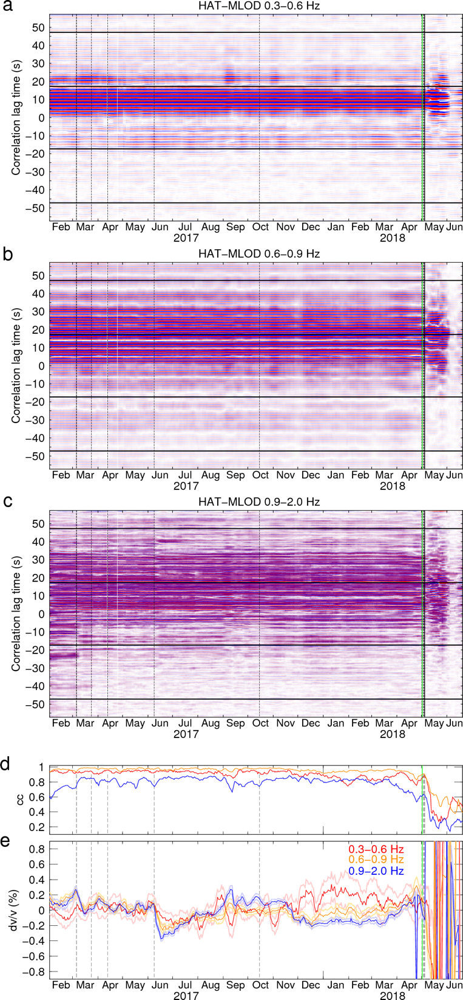 a
HAT−MLOD 0.3−0.6 Hz
Correlation lag time (s)
50
40
30
20
10
0
−10
−20
−30
−40
−50
Feb Mar Apr May Jun Jul Aug Sep Oct Nov Dec Jan Feb Mar Apr May Jun
2017 2018
b
HAT−MLOD 0.6−0.9 Hz
Correlation lag time (s)
50
40
30
20
10
0
−10
−20
−30
−40
−50
Feb Mar Apr May Jun Jul Aug Sep Oct Nov Dec Jan Feb Mar Apr May Jun
2017 2018
c
HAT−MLOD 0.9−2.0 Hz
Correlation lag time (s)
50
40
30
20
10
0
−10
−20
−30
−40
−50
Feb Mar Apr May Jun Jul Aug Sep Oct Nov Dec Jan Feb Mar Apr May Jun
2017 2018
d
cc
1
0.8
0.6
0.4
0.2
e
dv/v (%)
0.8
0.6
0.4
0.2
0
−0.2
−0.4
−0.6
−0.8
0.3−0.6 Hz
0.6−0.9 Hz
0.9−2.0 Hz
Feb Mar Apr May Jun Jul Aug Sep Oct Nov Dec Jan Feb Mar Apr May Jun
2017 2018